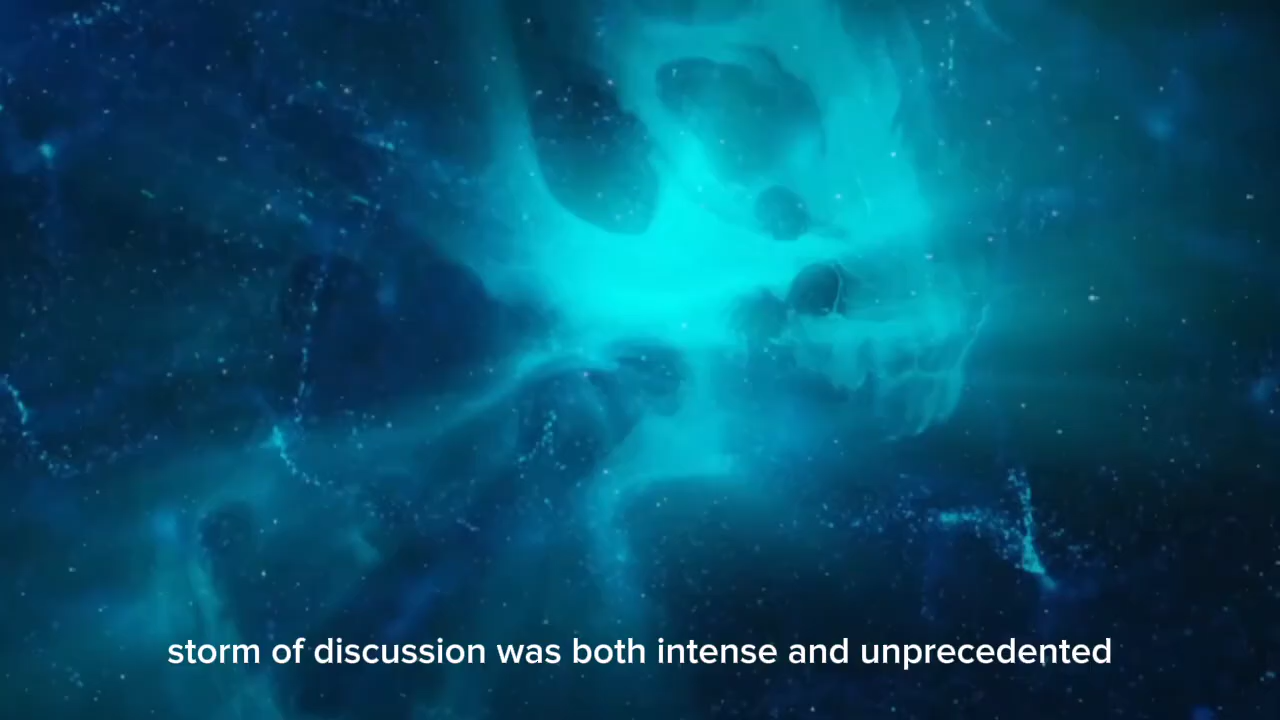 storm of discussion was both intense and unprecedented